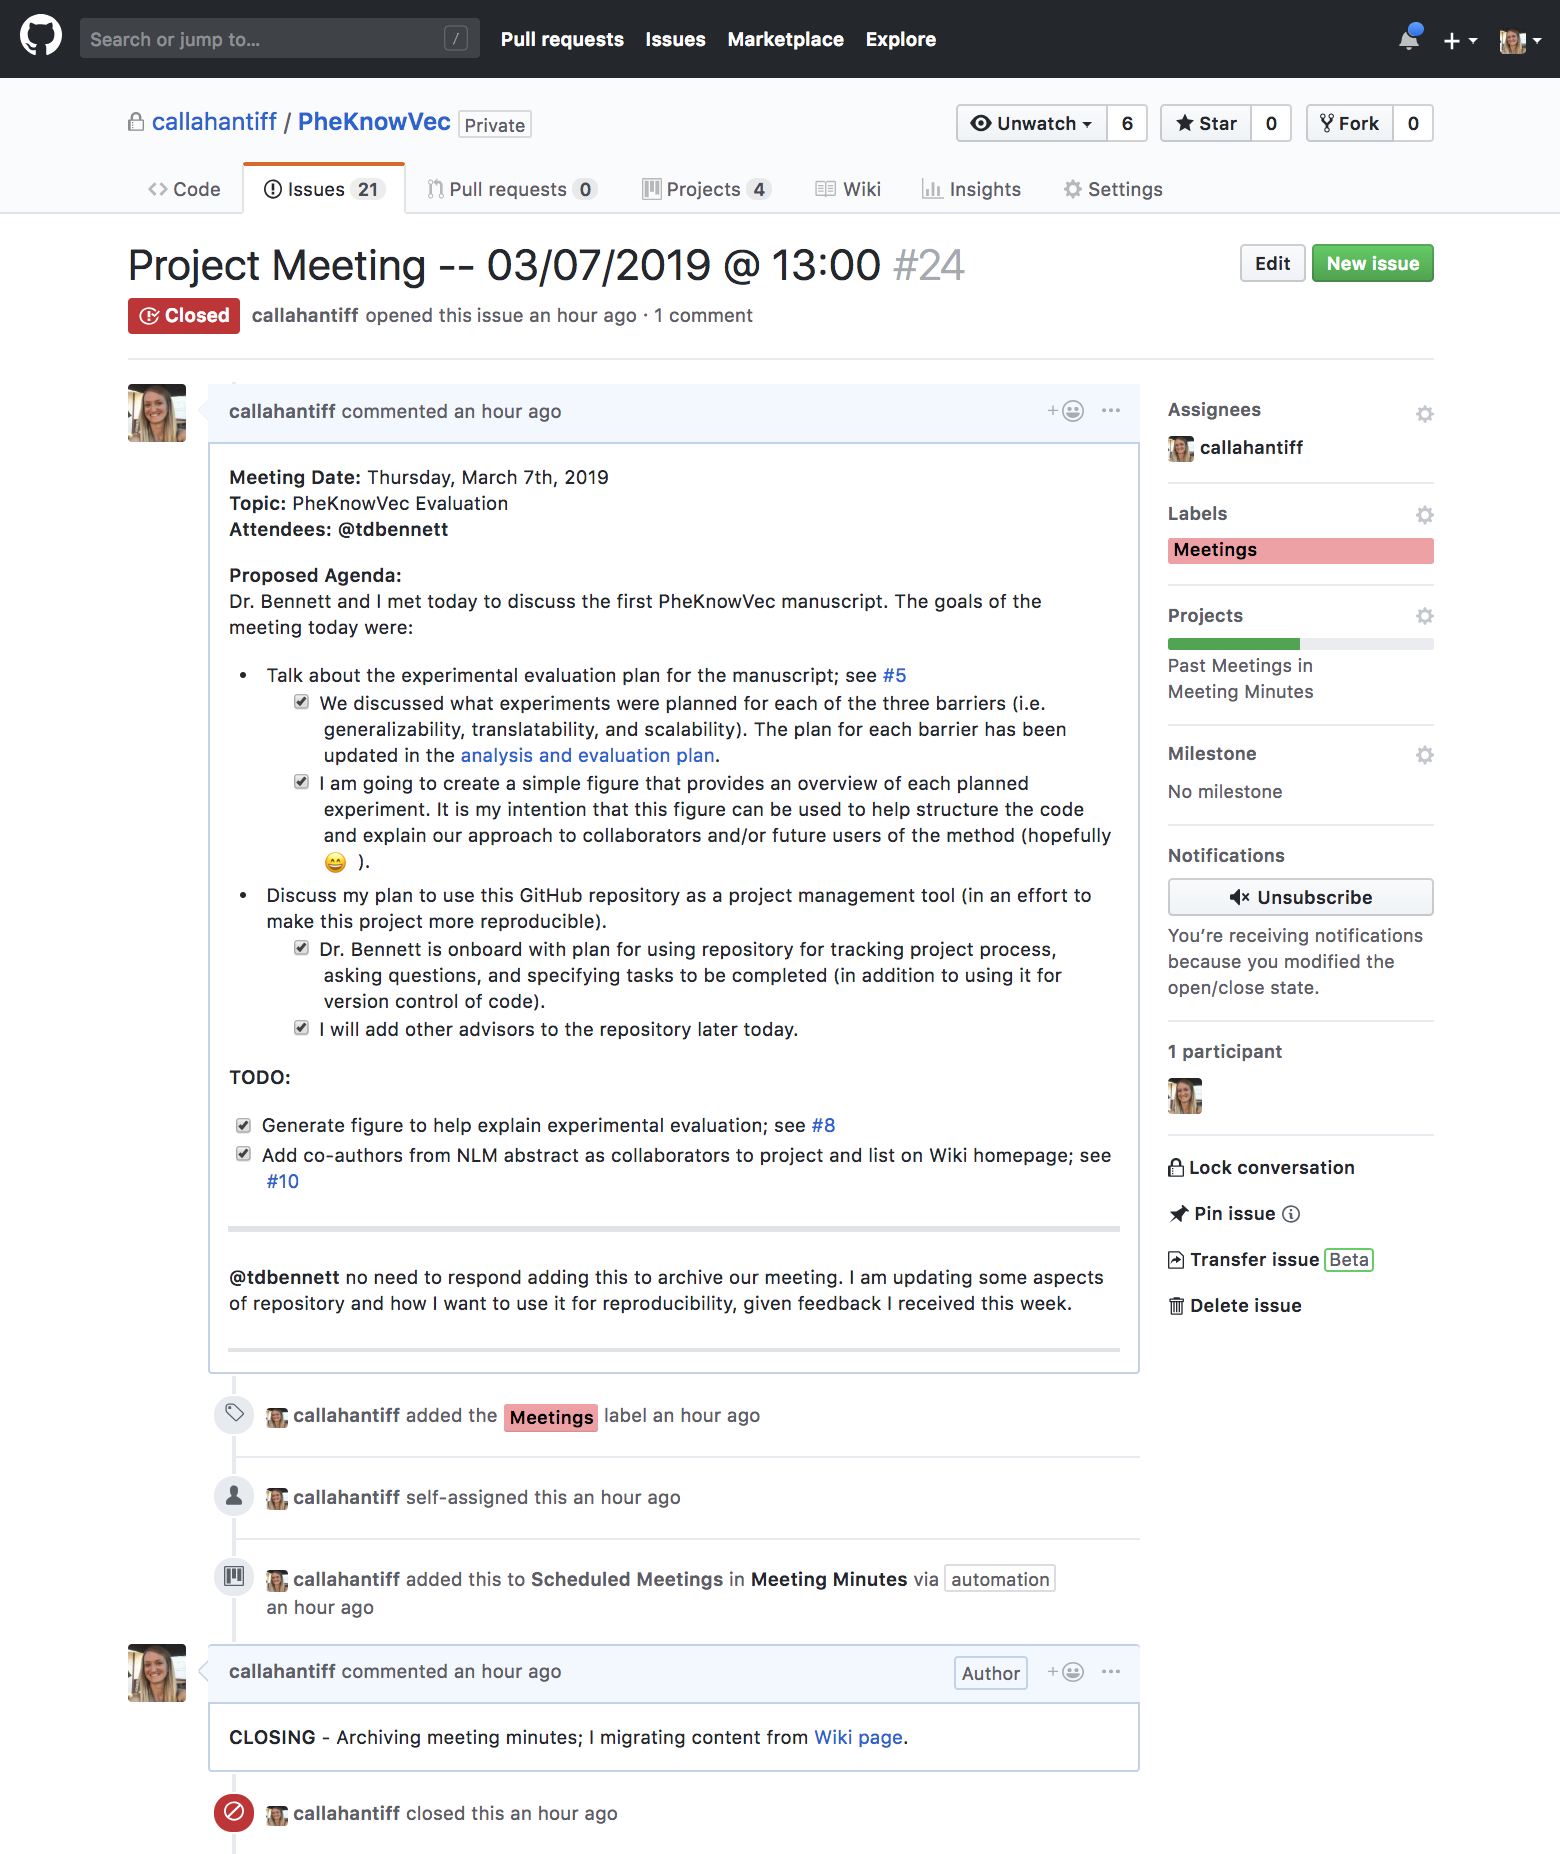 Search or jump to... /
Pull requests Issues Marketplace Explore
callahantiff / PheKnowVec Private
Unwatch 6 Star 0 Fork 0
Code Issues 21 Pull requests 0 Projects 4 Wiki Insights Settings
Project Meeting -- 03/07/2019 @ 13:00 #24
Edit New issue
Closed callahantiff opened this issue an hour ago · 1 comment
callahantiff commented an hour ago
Meeting Date: Thursday, March 7th, 2019
Topic: PheKnowVec Evaluation
Attendees: @tdbennett
Proposed Agenda:
Dr. Bennett and I met today to discuss the first PheKnowVec manuscript. The goals of the
meeting today were:
• Talk about the experimental evaluation plan for the manuscript; see #5
We discussed what experiments were planned for each of the three barriers (i.e.
generalizability, translatability, and scalability). The plan for each barrier has been
updated in the analysis and evaluation plan.
I am going to create a simple figure that provides an overview of each planned
experiment. It is my intention that this figure can be used to help structure the code
and explain our approach to collaborators and/or future users of the method (hopefully
😄 ).
• Discuss my plan to use this GitHub repository as a project management tool (in an effort to
make this project more reproducible).
Dr. Bennett is onboard with plan for using repository for tracking project process,
asking questions, and specifying tasks to be completed (in addition to using it for
version control of code).
I will add other advisors to the repository later today.
TODO:
Generate figure to help explain experimental evaluation; see #8
Add co-authors from NLM abstract as collaborators to project and list on Wiki homepage; see
#10
@tdbennett no need to respond adding this to archive our meeting. I am updating some aspects
of repository and how I want to use it for reproducibility, given feedback I received this week.
callahantiff added the Meetings label an hour ago
callahantiff self-assigned this an hour ago
callahantiff added this to Scheduled Meetings in Meeting Minutes via automation
an hour ago
callahantiff commented an hour ago Author
CLOSING - Archiving meeting minutes; I migrating content from Wiki page.
callahantiff closed this an hour ago
Assignees
callahantiff
Labels
Meetings
Projects
Past Meetings in
Meeting Minutes
Milestone
No milestone
Notifications
Unsubscribe
You’re receiving notifications
because you modified the
open/close state.
1 participant
Lock conversation
Pin issue
Transfer issue Beta
Delete issue